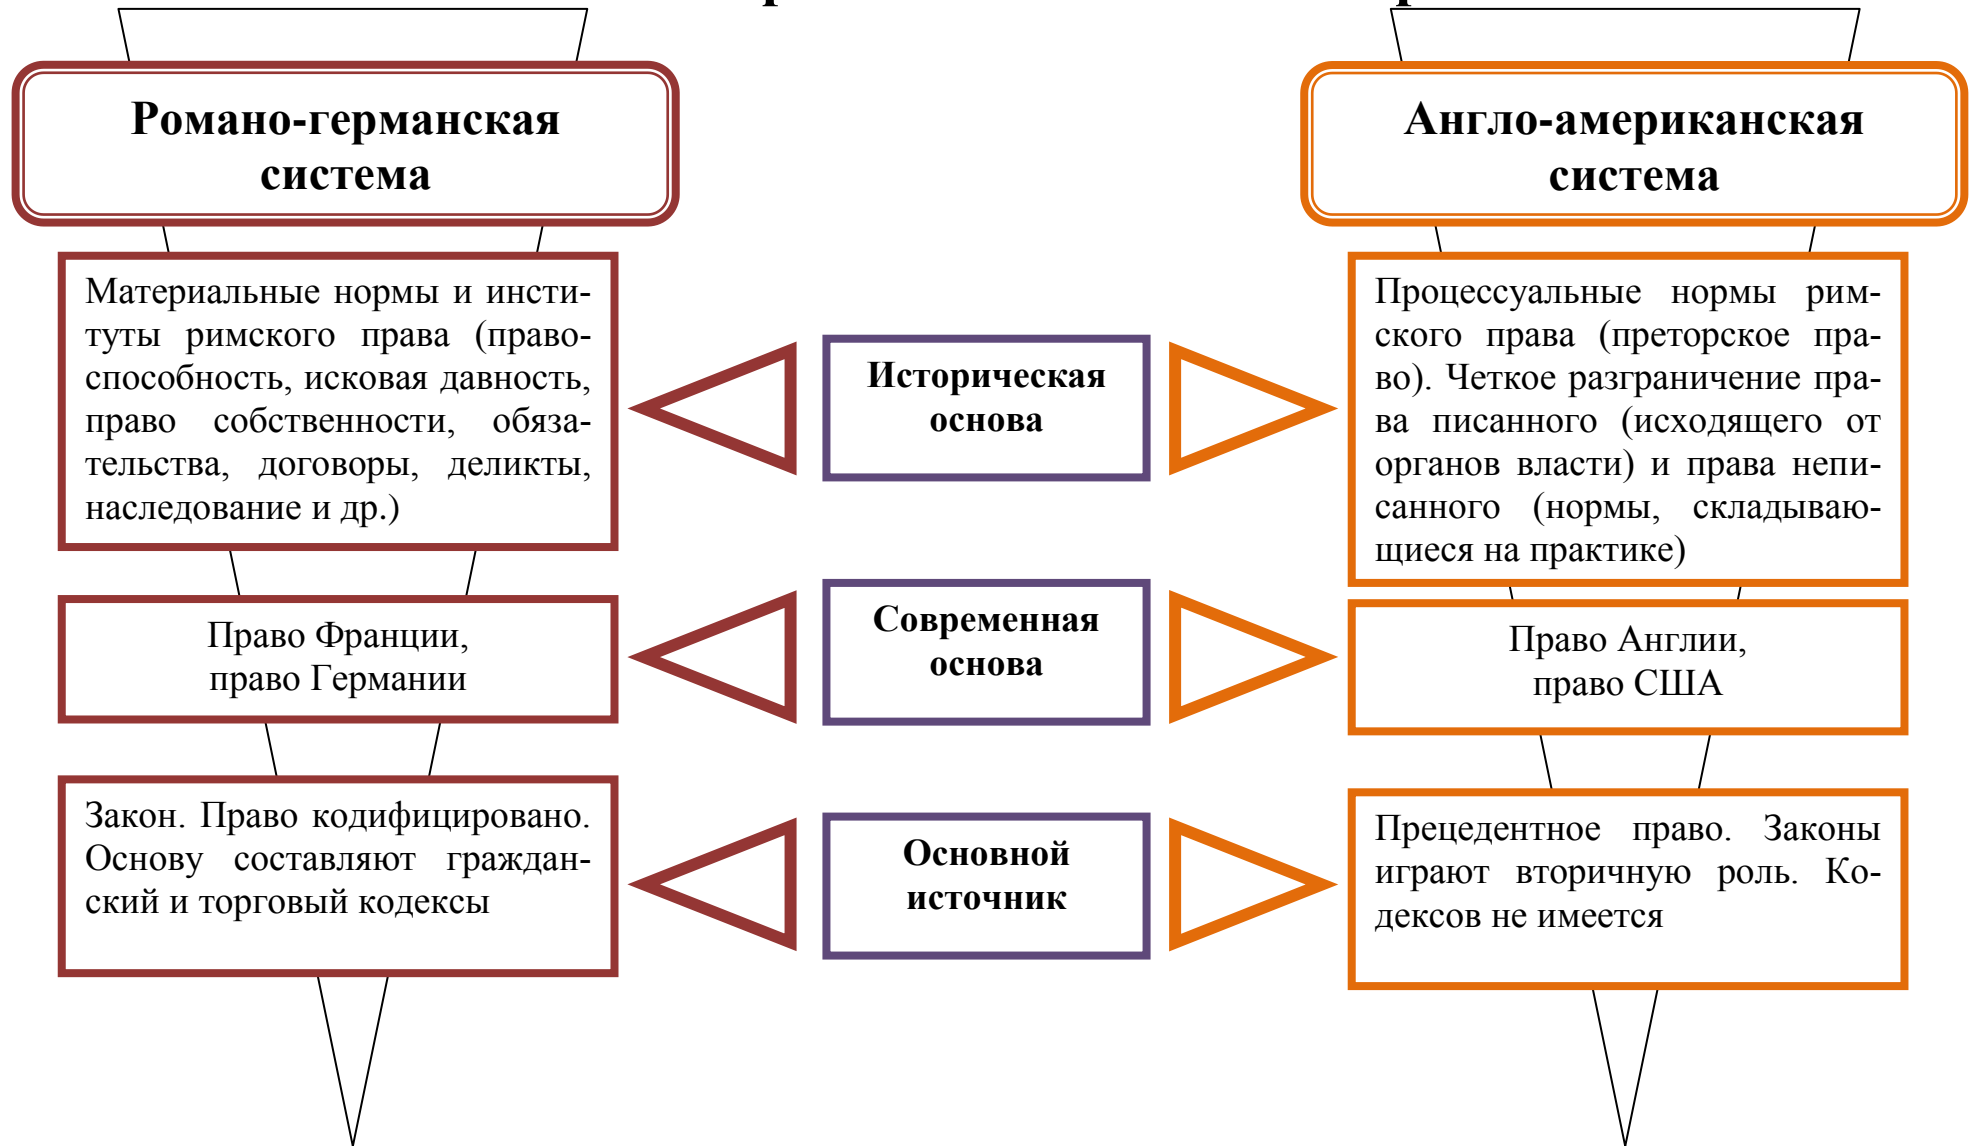 Романо-германская
система
Англо-американская
система
Материальные нормы и инсти-
туты римского права (право-
способность, исковая давность,
право собственности, обяза-
тельства, договоры, деликты,
наследование и др.)
Историческая
основа
Процессуальные нормы рим-
ского права (преторское пра-
во). Четкое разграничение пра-
ва писанного (исходящего от
органов власти) и права непи-
санного (нормы, складываю-
щиеся на практике)
Право Франции,
право Германии
Современная
основа
Право Англии,
право США
Закон. Право кодифицировано.
Основу составляют граждан-
ский и торговый кодексы
Основной
источник
Прецедентное право. Законы
играют вторичную роль. Ко-
дексов не имеется